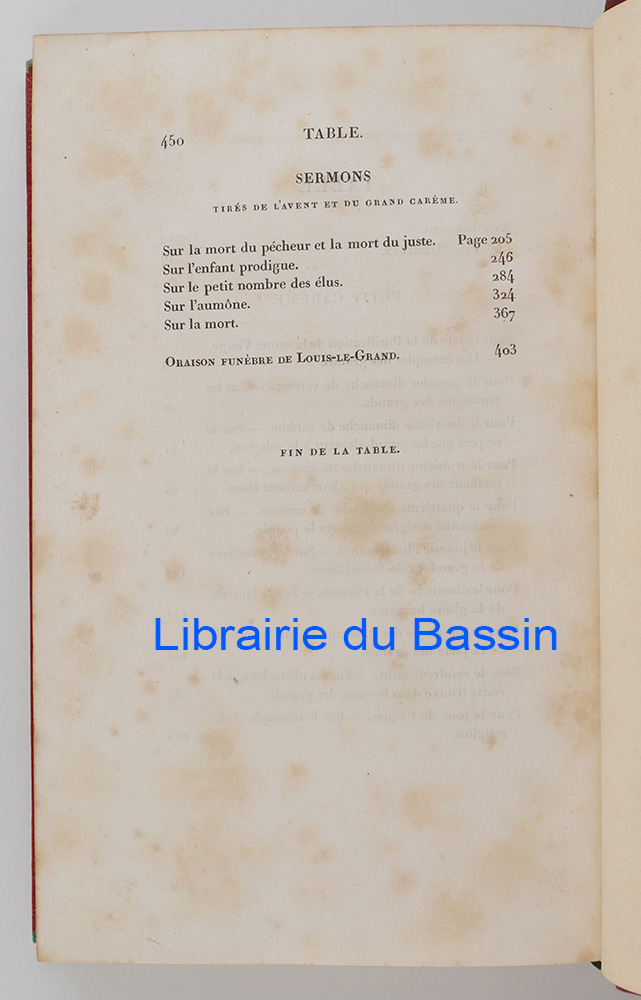 450 TABLE.
SERMONS
TIRÉS DE L'AVENT ET DU GRAND CARÊME.
Sur la mort du pécheur et la mort du juste. Page 205
Sur l'enfant prodigue. 246
Sur le petit nombre des élus. 284
Sur l'aumône. 324
Sur la mort. 367
ORAISON FUNÈBRE DE LOUIS-LE-GRAND. 403
FIN DE LA TABLE.
Librairie du Bassin